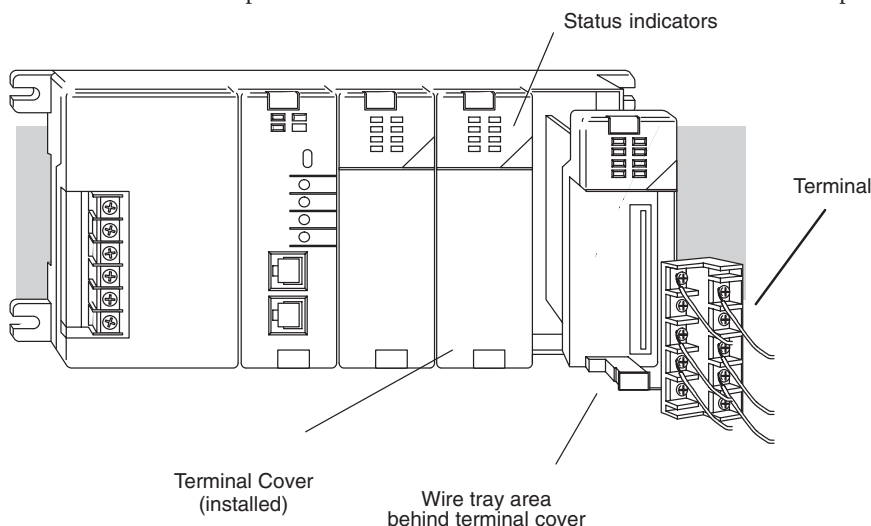 Status indicators
Terminal
Terminal Cover
(installed)
Wire tray area
behind terminal cover